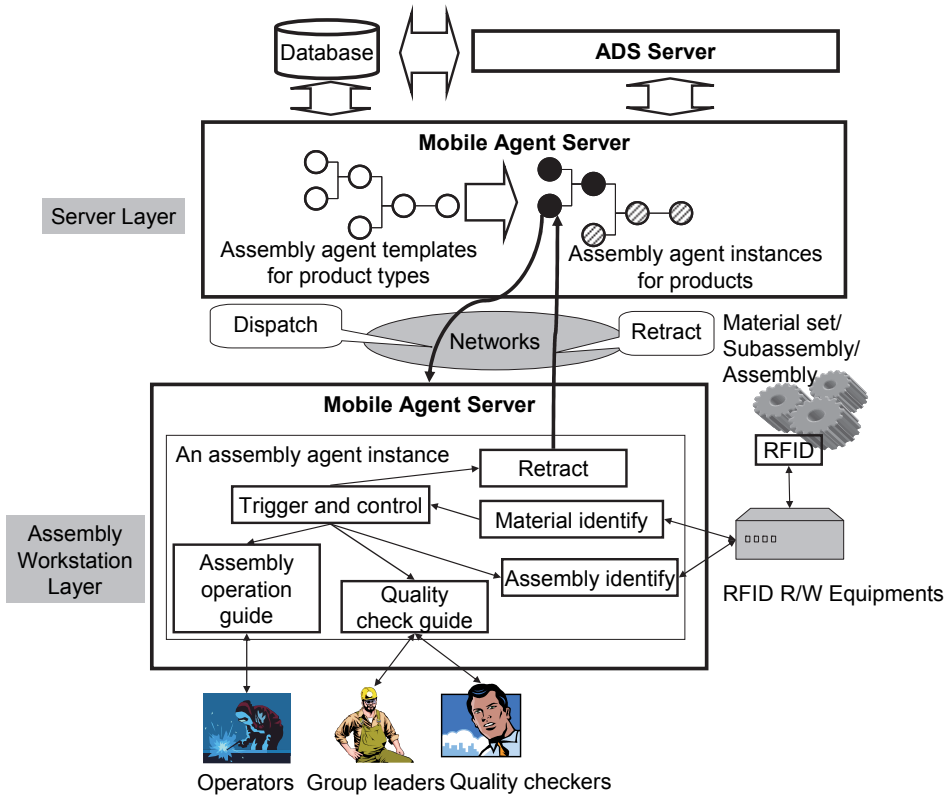 Database
ADS Server
Mobile Agent Server
Server Layer
Assembly agent templates
for product types
Assembly agent instances
for products
Dispatch
Networks
Retract
Material set/
Subassembly/
Assembly
Mobile Agent Server
RFID
An assembly agent instance
Retract
Trigger and control
Material identify
Assembly
Workstation
Layer
Assembly
operation
guide
Quality
check guide
Assembly identify
RFID R/W Equipments
Operators
Group leaders
Quality checkers